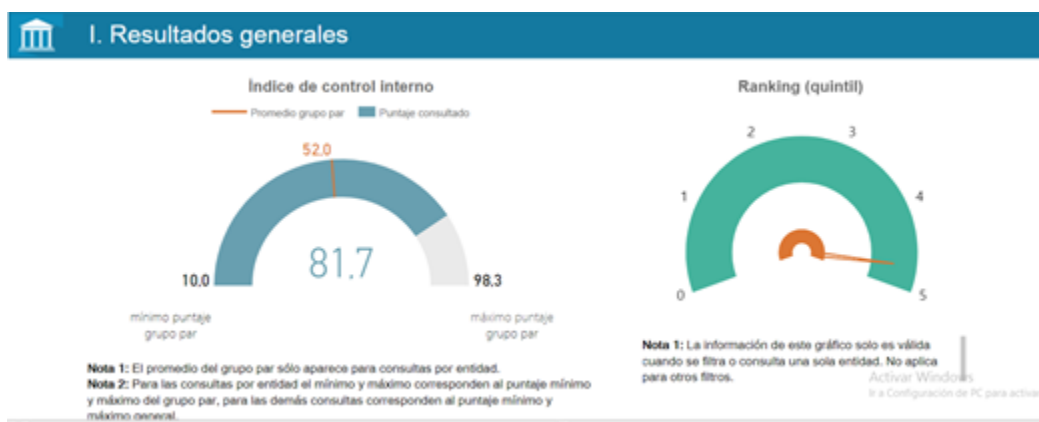 I. Resultados generales
Índice de control interno
Promedio grupo par
Puntaje consultado
52,0
81,7
10,0
98,3
mínimo puntaje
grupo par
máximo puntaje
grupo par
Nota 1: El promedio del grupo par sólo aparece para consultas por entidad.
Nota 2: Para las consultas por entidad el mínimo y máximo corresponden al puntaje mínimo
y máximo del grupo par, para las demás consultas corresponden al puntaje mínimo y
máximo general.
Ranking (quintil)
2
3
1
4
0
5
Nota 1: La información de este gráfico solo es válida
cuando se filtra o consulta una sola entidad. No aplica
para otros filtros.
Activar Windows
Ir a Configuración de PC para activar